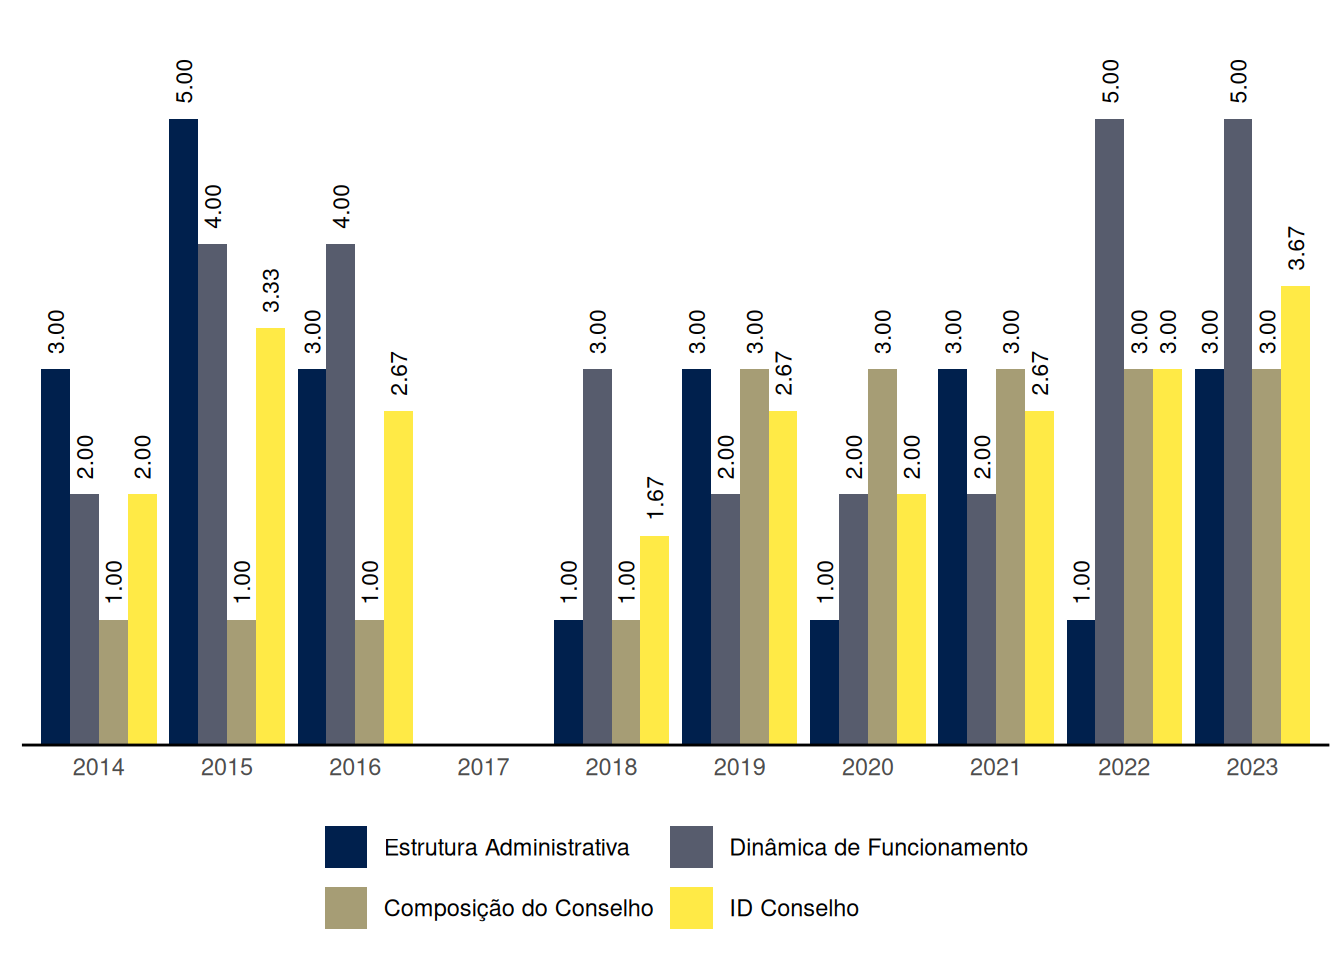 3.00 2.00 1.00 2.00
5.00 4.00 1.00 3.33
3.00 4.00 1.00 2.67
1.00 3.00 1.00 1.67
3.00 2.00 3.00 2.67
1.00 2.00 3.00 2.00
3.00 2.00 3.00 2.67
1.00 5.00 3.00 3.00
3.00 5.00 3.00 3.67
2014 2015 2016 2017 2018 2019 2020 2021 2022 2023
Estrutura Administrativa Dinâmica de Funcionamento
Composição do Conselho ID Conselho